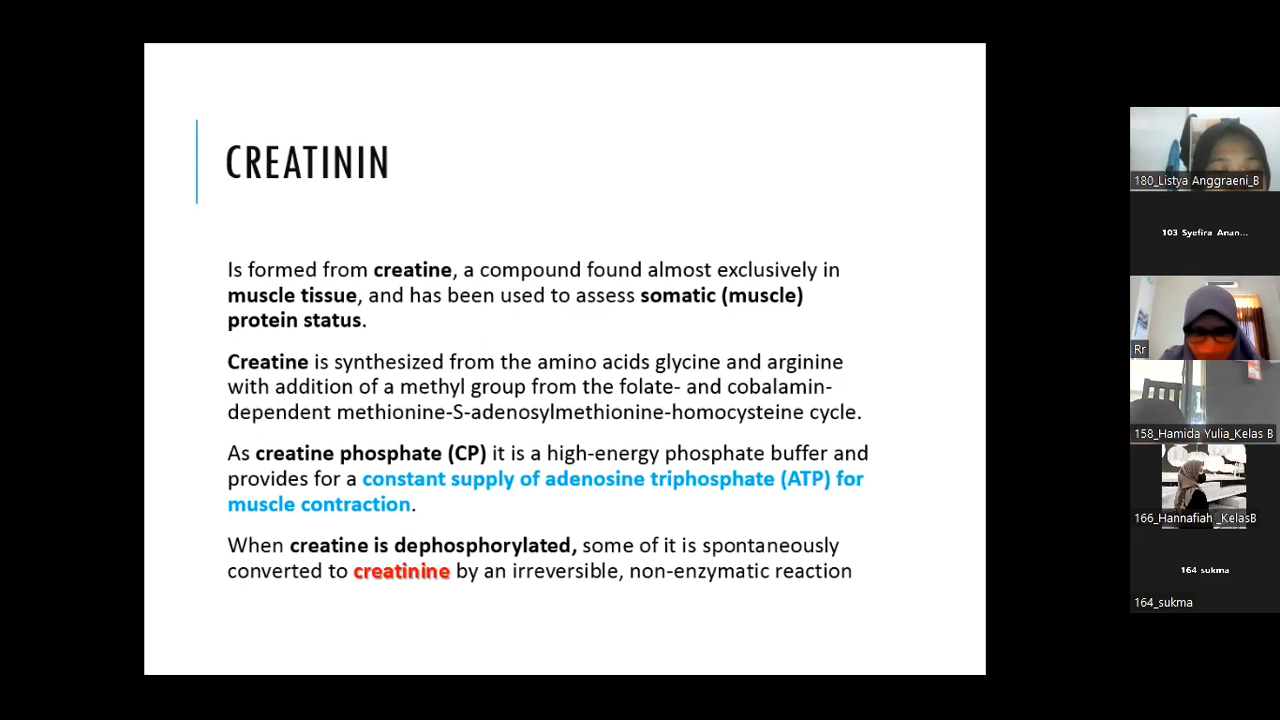 CREATININ
Is formed from creatine, a compound found almost exclusively in
muscle tissue, and has been used to assess somatic (muscle)
protein status.
Creatine is synthesized from the amino acids glycine and arginine
with addition of a methyl group from the folate- and cobalamin-
dependent methionine-S-adenosylmethionine-homocysteine cycle.
As creatine phosphate (CP) it is a high-energy phosphate buffer and
provides for a constant supply of adenosine triphosphate (ATP) for
muscle contraction.
When creatine is dephosphorylated, some of it is spontaneously
converted to creatinine by an irreversible, non-enzymatic reaction
180_Listya Anggraeni_B
103 Syefira Anan...
Rr
158_Hamida Yulia_Kelas B
166_Hannafiah _KelasB
164 sukma
164_sukma